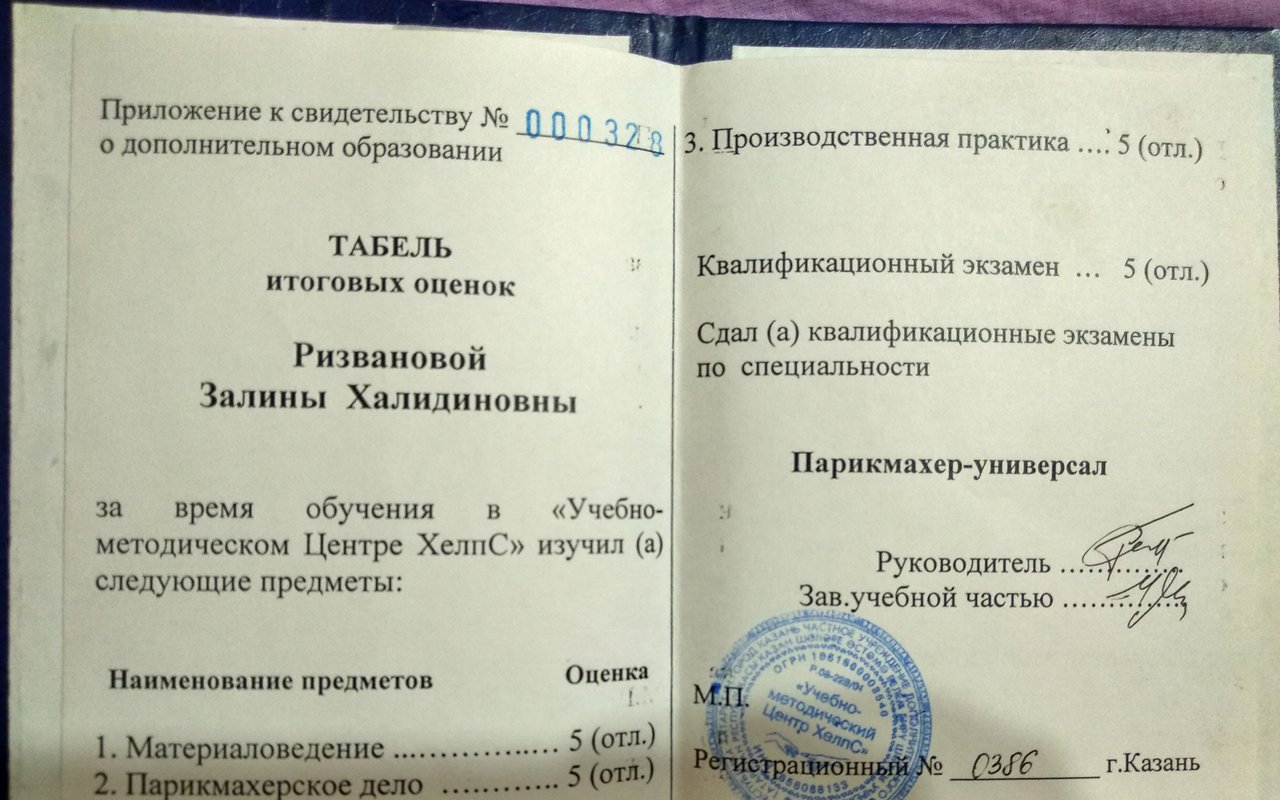 Приложение к свидетельству № 000328
о дополнительном образовании
ТАБЕЛЬ
итоговых оценок
Ризвановой
Залины Халидиновны
за время обучения в «Учебно-
методическом Центре ХелпС» изучил (а)
следующие предметы:
Наименование предметов Оценка
1. Материаловедение .................. 5 (отл.)
2. Парикмахерское дело ............ 5 (отл.)
3. Производственная практика .... 5 (отл.)
Квалификационный экзамен ... 5 (отл.)
Сдал (а) квалификационные экзамены
по специальности
Парикмахер-универсал
Руководитель ...............
Зав.учебной частью ...............
М.П.
«Учебно-
методический
Центр ХелпС»
Регистрационный № 0386 г.Казань